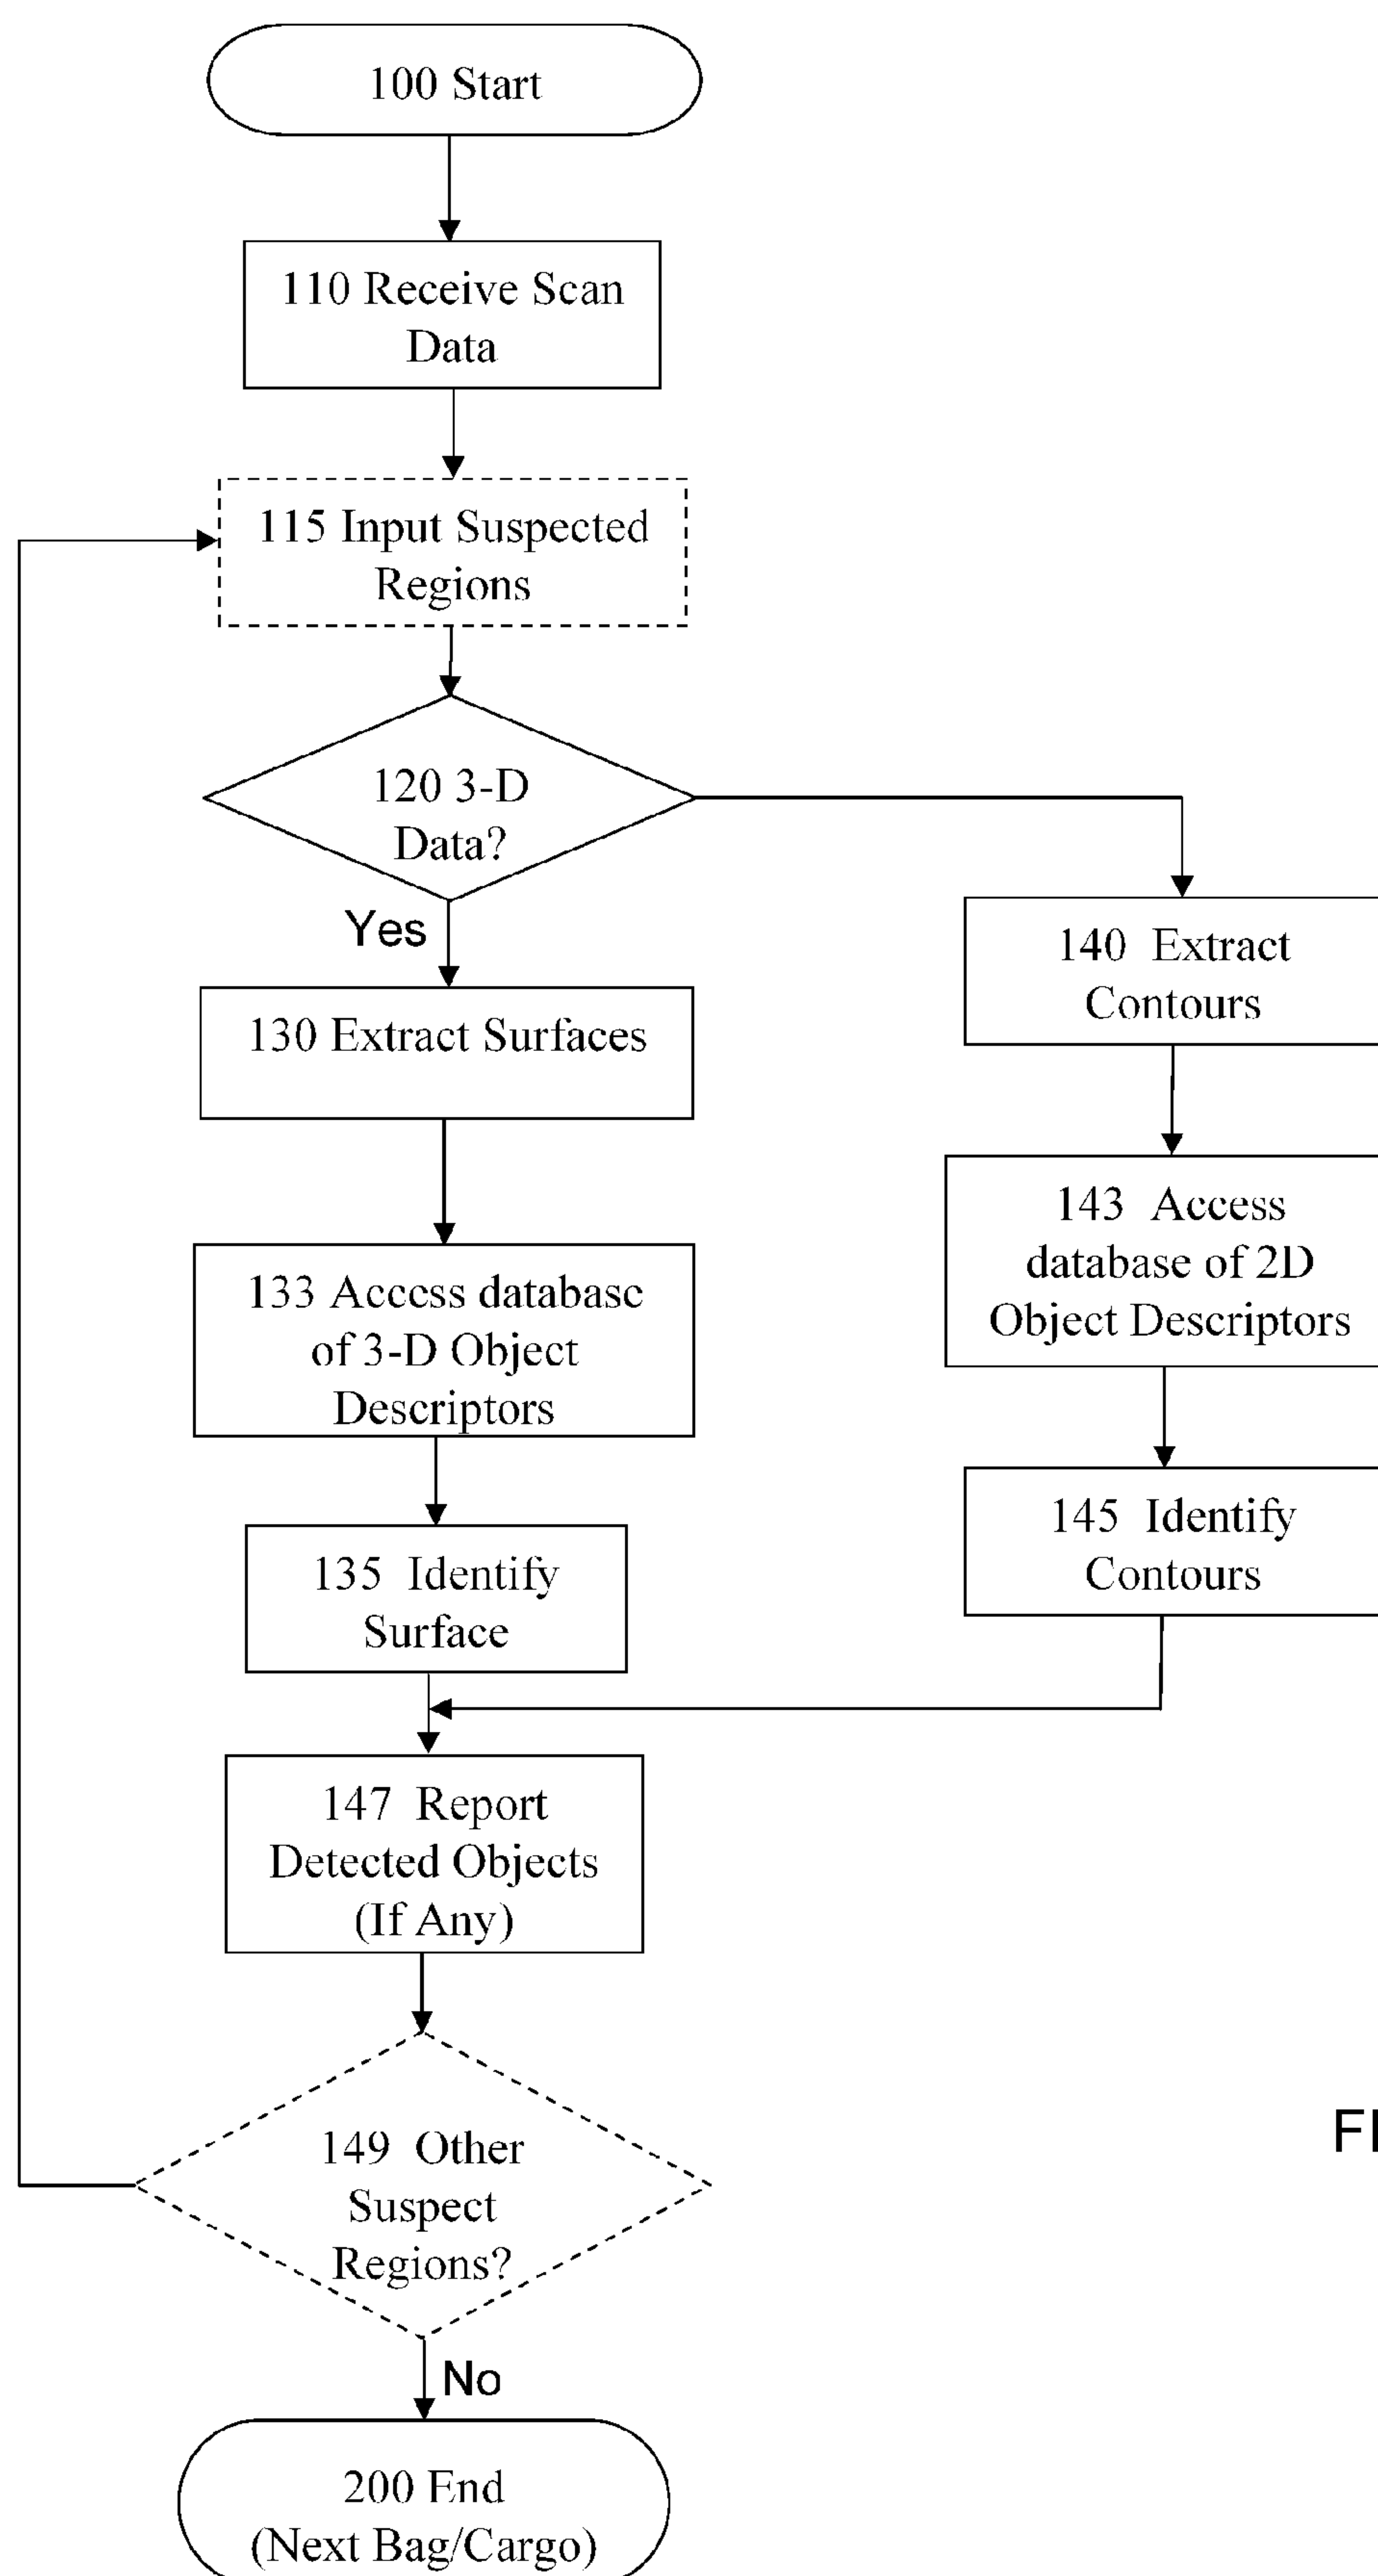 100 Start
110 Receive Scan
Data
115 Input Suspected
Regions
120 3-D
Data?
Yes
130 Extract Surfaces
133 Access database
of 3-D Object
Descriptors
135 Identify
Surface
140 Extract
Contours
143 Access
database of 2D
Object Descriptors
145 Identify
Contours
147 Report
Detected Objects
(If Any)
149 Other
Suspect
Regions?
No
200 End
(Next Bag/Cargo)